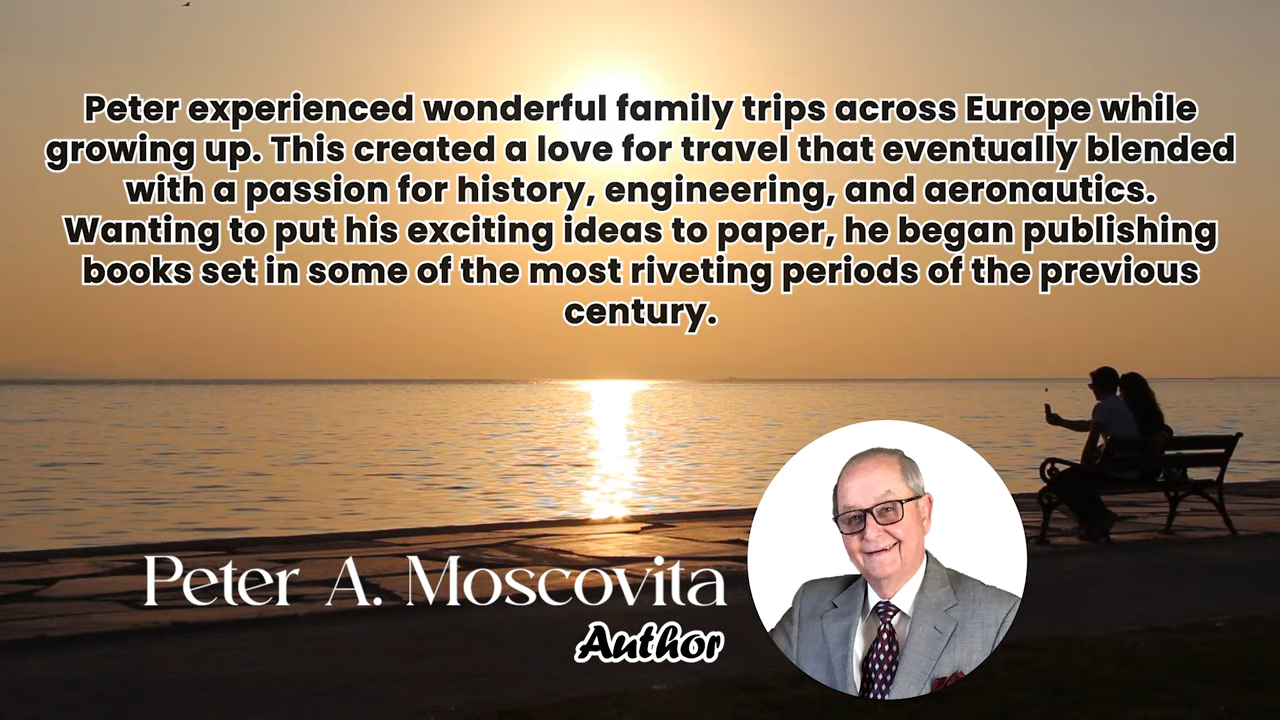 Peter experienced wonderful family trips across Europe while
growing up. This created a love for travel that eventually blended
with a passion for history, engineering, and aeronautics.
Wanting to put his exciting ideas to paper, he began publishing
books set in some of the most riveting periods of the previous
century.
Peter A. Moscovita
Author